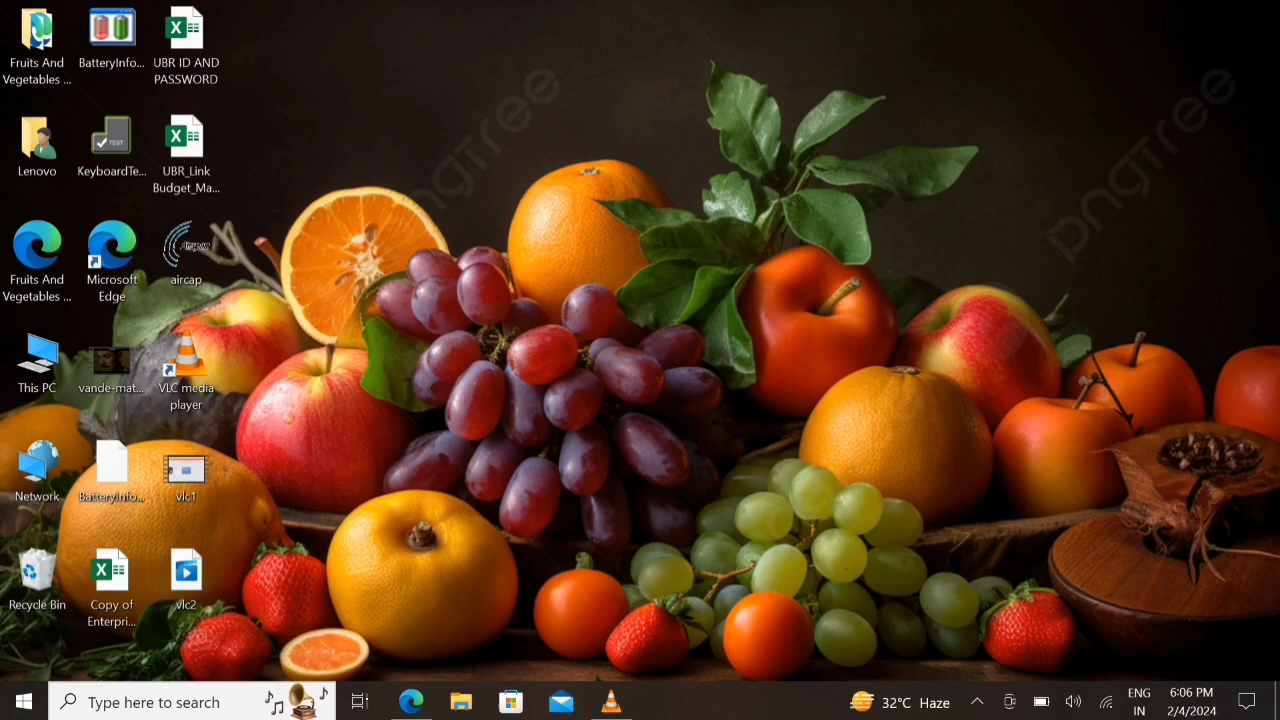 Fruits And
Vegetables ...
BatteryInfo...
UBR ID AND
PASSWORD
Lenovo
TEST
KeyboardTe...
UBR_Link
Budget_Ma...
Fruits And
Vegetables ...
Microsoft
Edge
aircap
This PC
vande-mat...
VLC media
player
Network
BatteryInfo...
vlc1
Recycle Bin
Copy of
Enterpri...
vlc2
pngtree
pngtree
Type here to search
32°C Haze
ENG
IN
6:06 PM
2/4/2024